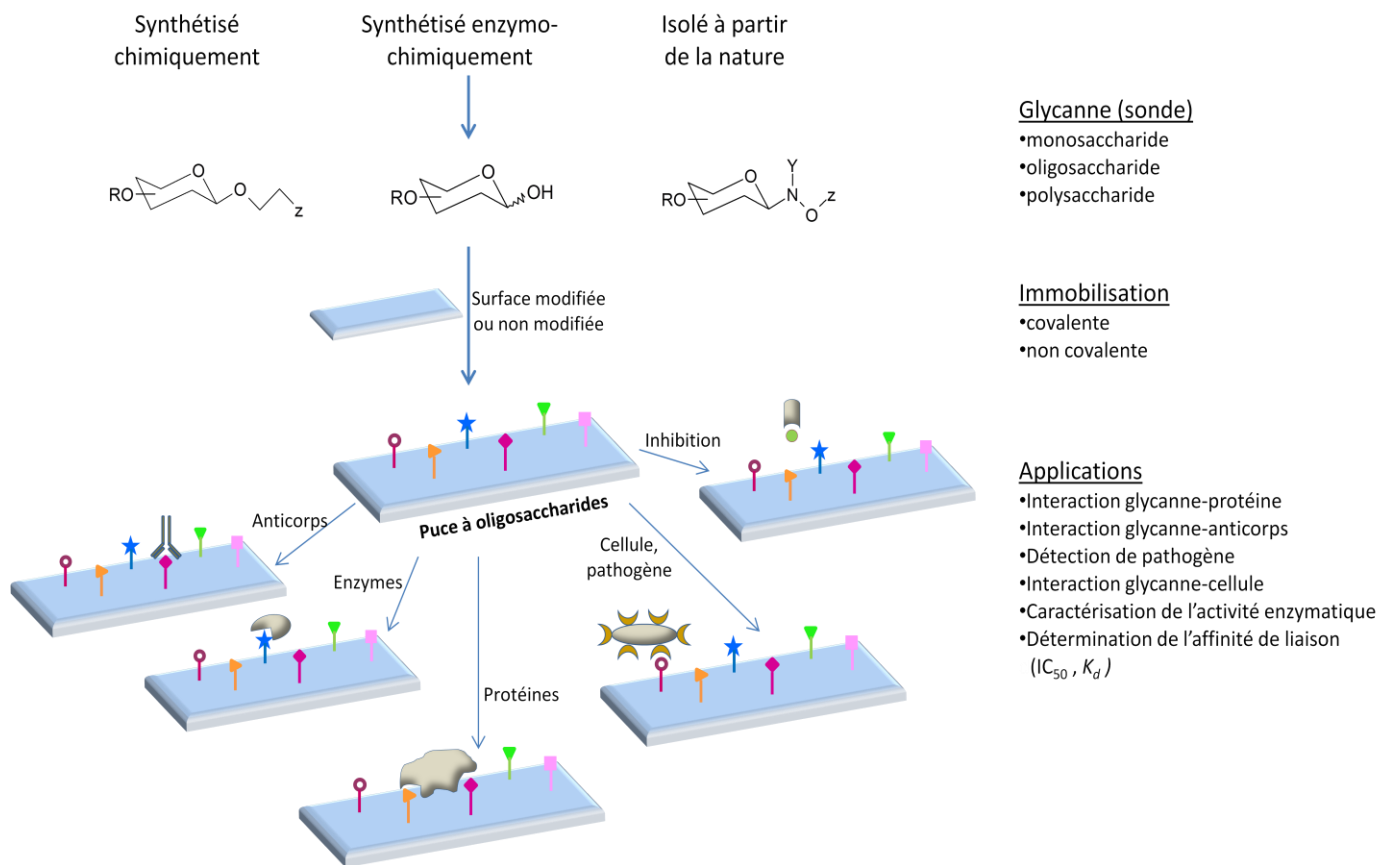 Synthétisé
chimiquement
Synthétisé enzymo-
chimiquement
Isolé à partir
de la nature
RO
O
O
z
RO
O
OH
RO
O
Y
N
O
z
Glycanne (sonde)
•monosaccharide
•oligosaccharide
•polysaccharide
Surface modifiée
ou non modifiée
Immobilisation
•covalente
•non covalente
Inhibition
Puce à oligosaccharides
Anticorps
Enzymes
Protéines
Cellule,
pathogène
Applications
•Interaction glycanne-protéine
•Interaction glycanne-anticorps
•Détection de pathogène
•Interaction glycanne-cellule
•Caractérisation de l’activité enzymatique
•Détermination de l’affinité de liaison
(IC50 , Kd )